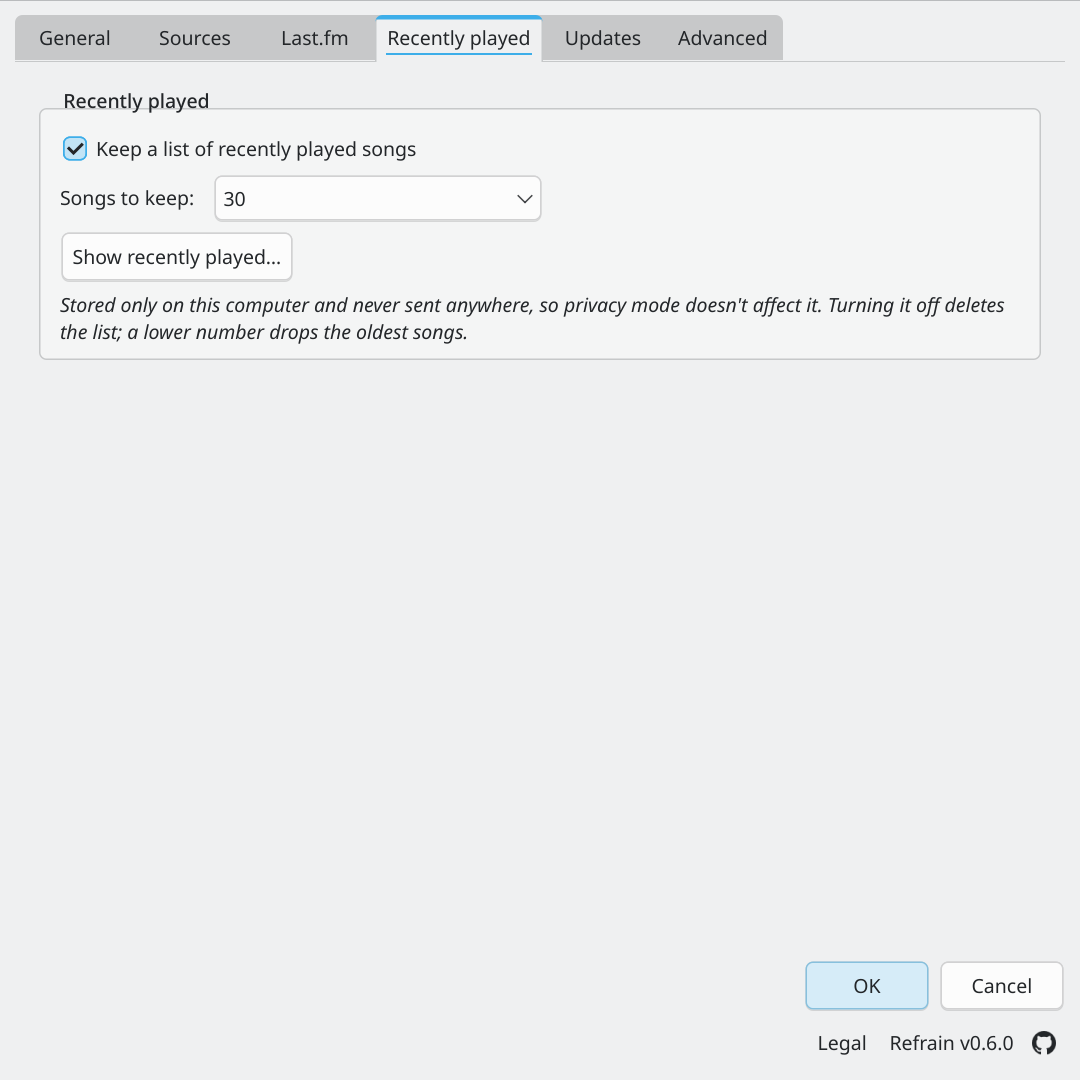 General Sources Last.fm Recently played Updates Advanced
Recently played
Keep a list of recently played songs
Songs to keep: 30
Show recently played...
Stored only on this computer and never sent anywhere, so privacy mode doesn't affect it. Turning it off deletes
the list; a lower number drops the oldest songs.
OK Cancel
Legal Refrain v0.6.0